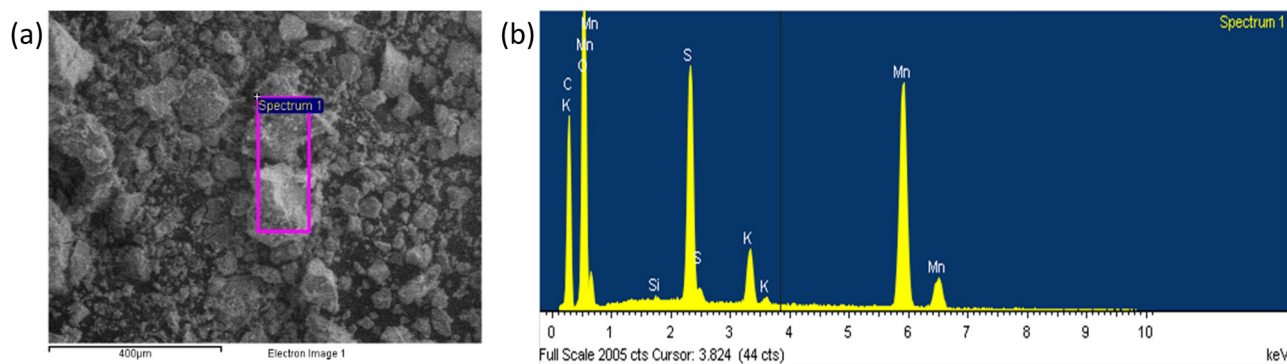 (a)
Spectrum 1
400µm
Electron Image 1
(b)
Spectrum 1
Mn
Mn
O
C
K
S
S
Si
K
K
Mn
Mn
0 1 2 3 4 5 6 7 8 9 10
Full Scale 2005 cts Cursor: 3.824 (44 cts)
keV